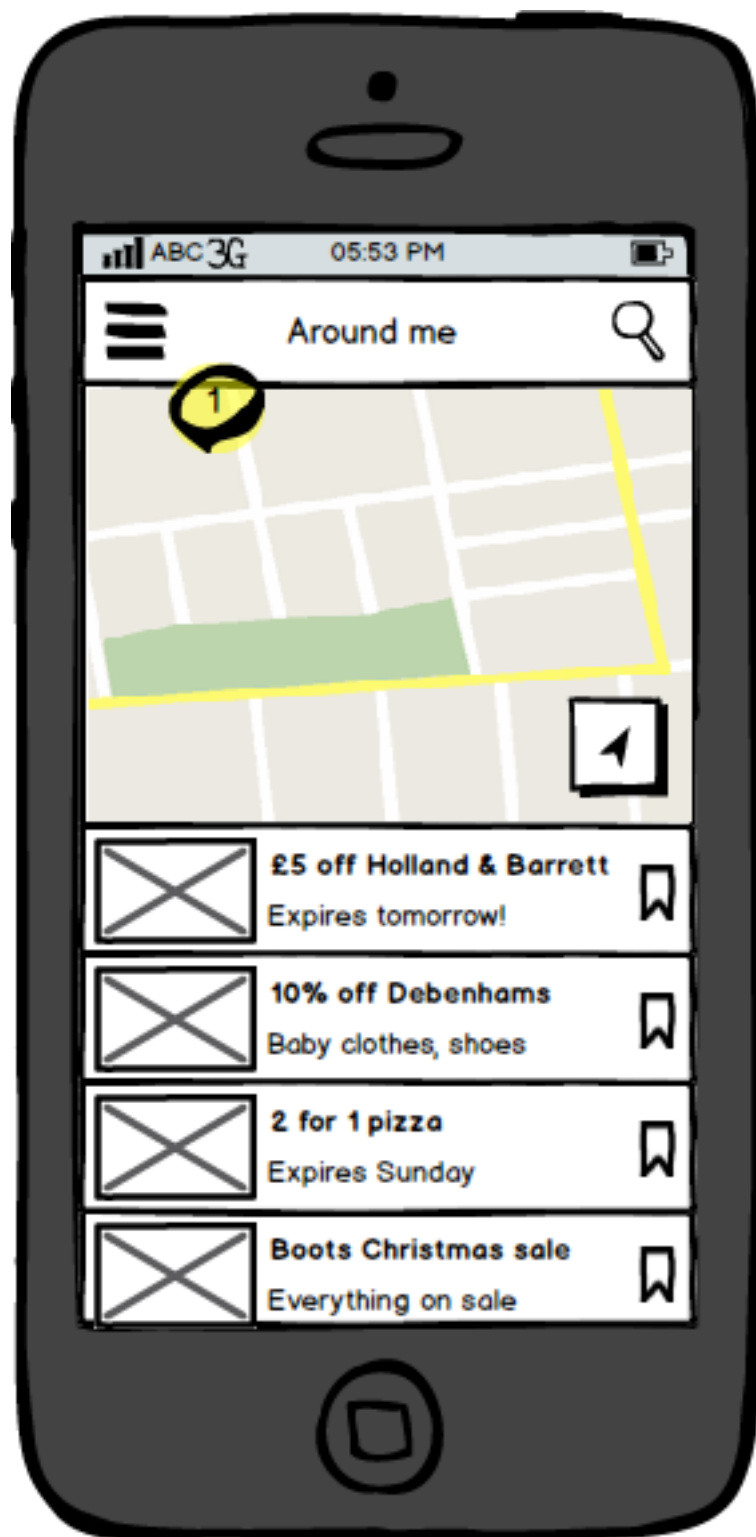 ABC 3G 05:53 PM
Around me
1
£5 off Holland & Barrett
Expires tomorrow!
10% off Debenhams
Baby clothes, shoes
2 for 1 pizza
Expires Sunday
Boots Christmas sale
Everything on sale